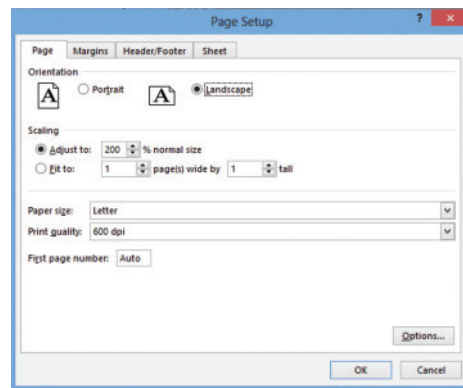 Page Setup ? ×
Page Margins Header/Footer Sheet
Orientation
A Portrait A Landscape
Scaling
Adjust to: 200 % normal size
Fit to: 1 page(s) wide by 1 tall
Paper size: Letter
Print quality: 600 dpi
First page number: Auto
Options...
OK Cancel